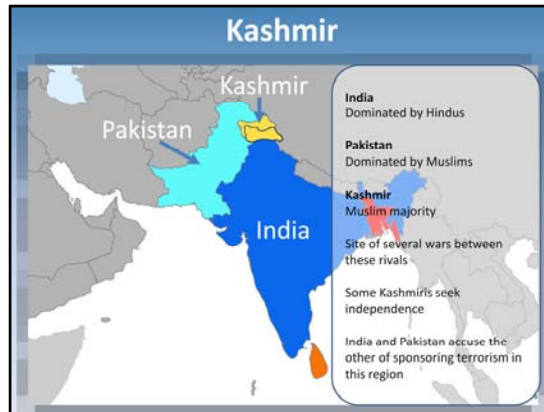 Kashmir
Kashmir
Pakistan
India
India
Dominated by Hindus
Pakistan
Dominated by Muslims
Kashmir
Muslim majority
Site of several wars between
these rivals
Some Kashmiris seek
independence
India and Pakistan accuse the
other of sponsoring terrorism in
this region